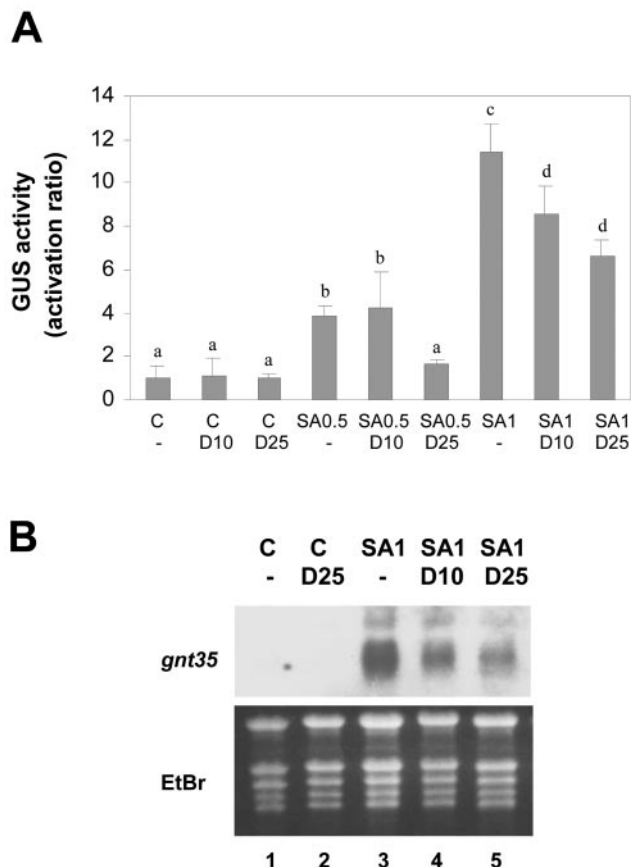 A
GUS activity
(activation ratio)
14
12
10
8
6
4
2
0
a
a
a
b
b
a
c
d
d
C C C SA0.5 SA0.5 SA0.5 SA1 SA1 SA1
- D10 D25 - D10 D25 - D10 D25
B
C C SA1 SA1 SA1
- D25 - D10 D25
gnt35
EtBr
1 2 3 4 5